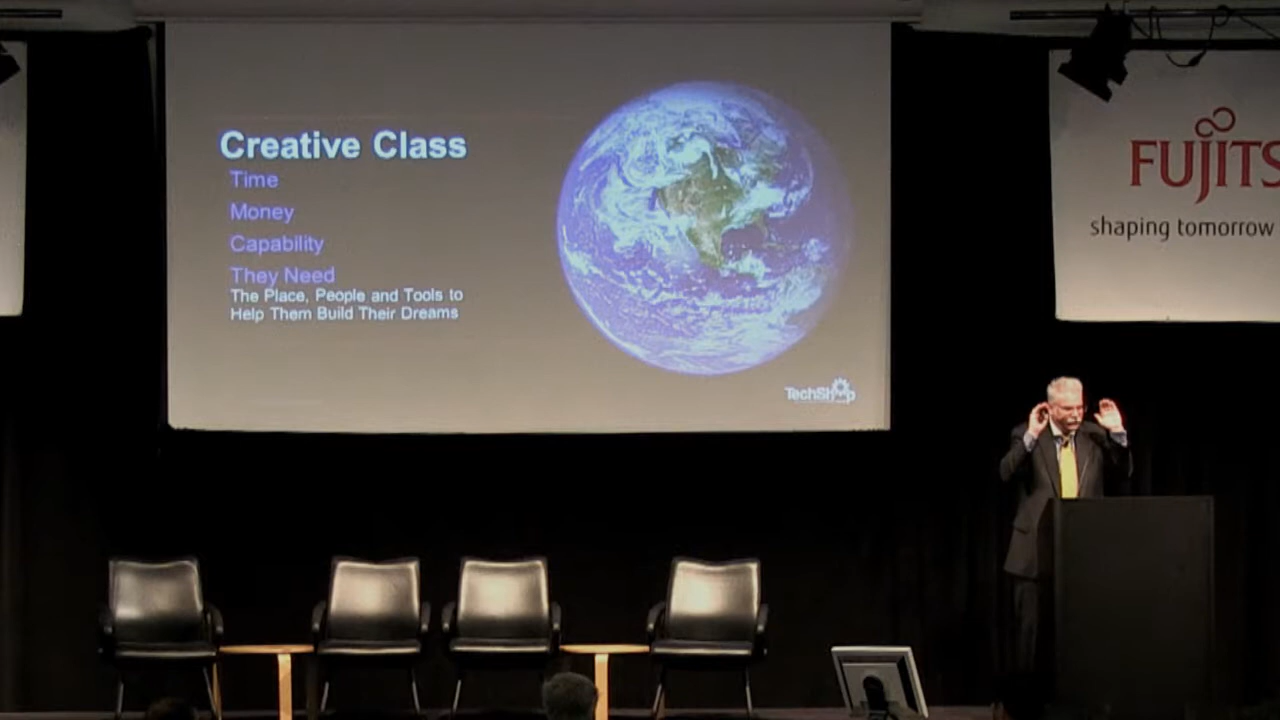 Creative Class
Time
Money
Capability
They Need
The Place, People and Tools to
Help Them Build Their Dreams
TechShop
FUJITS
shaping tomorrow